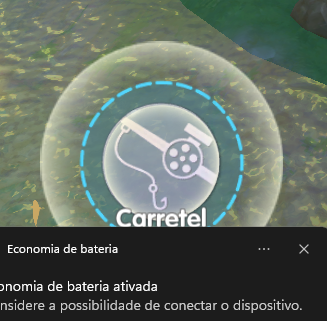 Carretel
Economia de bateria
onomia de bateria ativada
nsidere a possibilidade de conectar o dispositivo.